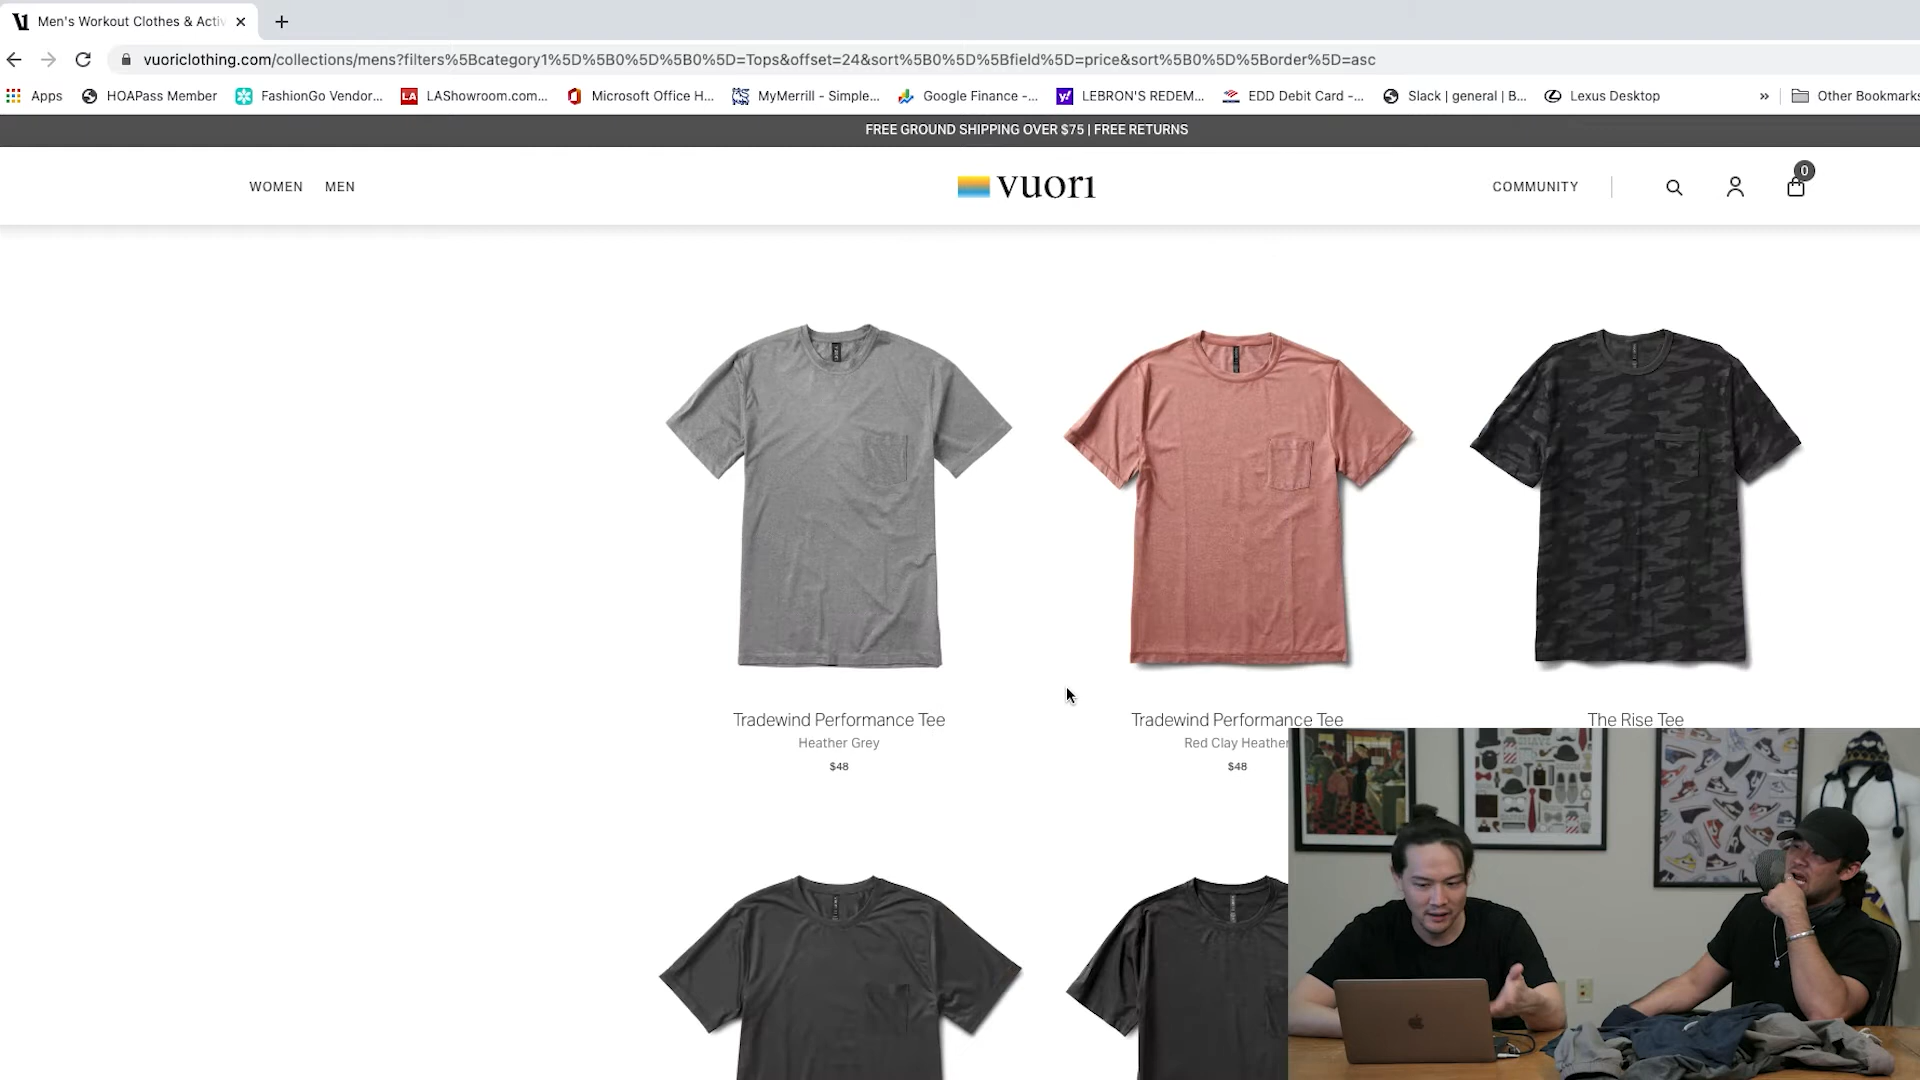 Men's Workout Clothes & Activ
vuoriclothing.com/collections/mens?filters%5Bcategory1%5D%5B0%5D%5B0%5D=Tops&offset=24&sort%5B0%5D%5Bfield%5D=price&sort%5B0%5D%5Border%5D=asc
Apps HOAPass Member FashionGo Vendor... LA LAShowroom.com... Microsoft Office H... MyMerrill - Simple... Google Finance -... y! LEBRON'S REDEM... EDD Debit Card -... Slack | general | B... Lexus Desktop » Other Bookmarks
FREE GROUND SHIPPING OVER $75 | FREE RETURNS
WOMEN MEN vuori COMMUNITY 0
Tradewind Performance Tee Tradewind Performance Tee The Rise Tee
Heather Grey Red Clay Heather
$48 $48